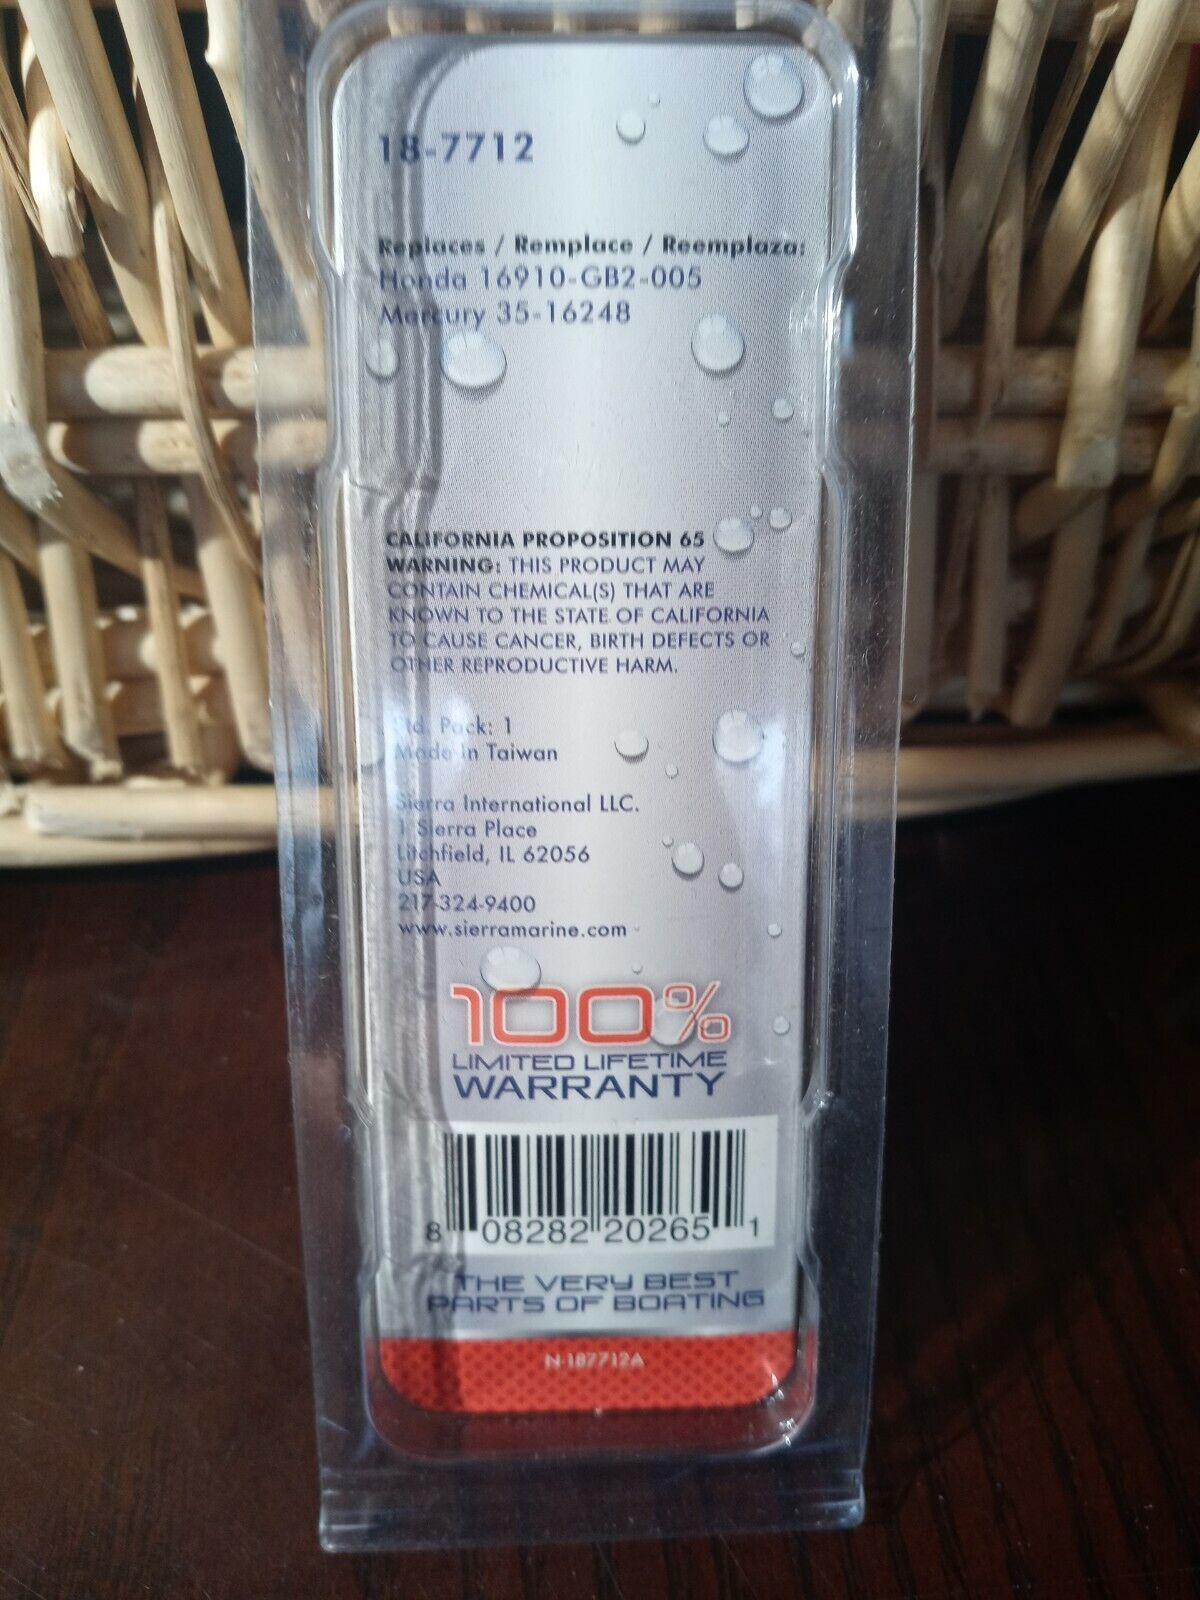 18-7712
Replaces / Remplace / Reemplaza:
Honda 16910-GB2-005
Mercury 35-16248
CALIFORNIA PROPOSITION 65
WARNING: THIS PRODUCT MAY
CONTAIN CHEMICAL(S) THAT ARE
KNOWN TO THE STATE OF CALIFORNIA
TO CAUSE CANCER, BIRTH DEFECTS OR
OTHER REPRODUCTIVE HARM.
Std. Pack: 1
Made in Taiwan
Sierra International LLC.
1 Sierra Place
Litchfield, IL 62056
USA
217-324-9400
www.sierramarine.com
100%
LIMITED LIFETIME
WARRANTY
8 08282 20265 1
THE VERY BEST
PARTS OF BOATING
N-187712A